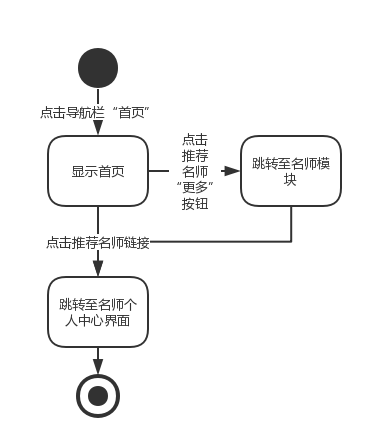 点击导航栏“首页”
显示首页
点击
推荐
名师
“更多”
按钮
跳转至名师模
块
点击推荐名师链接
跳转至名师个
人中心界面